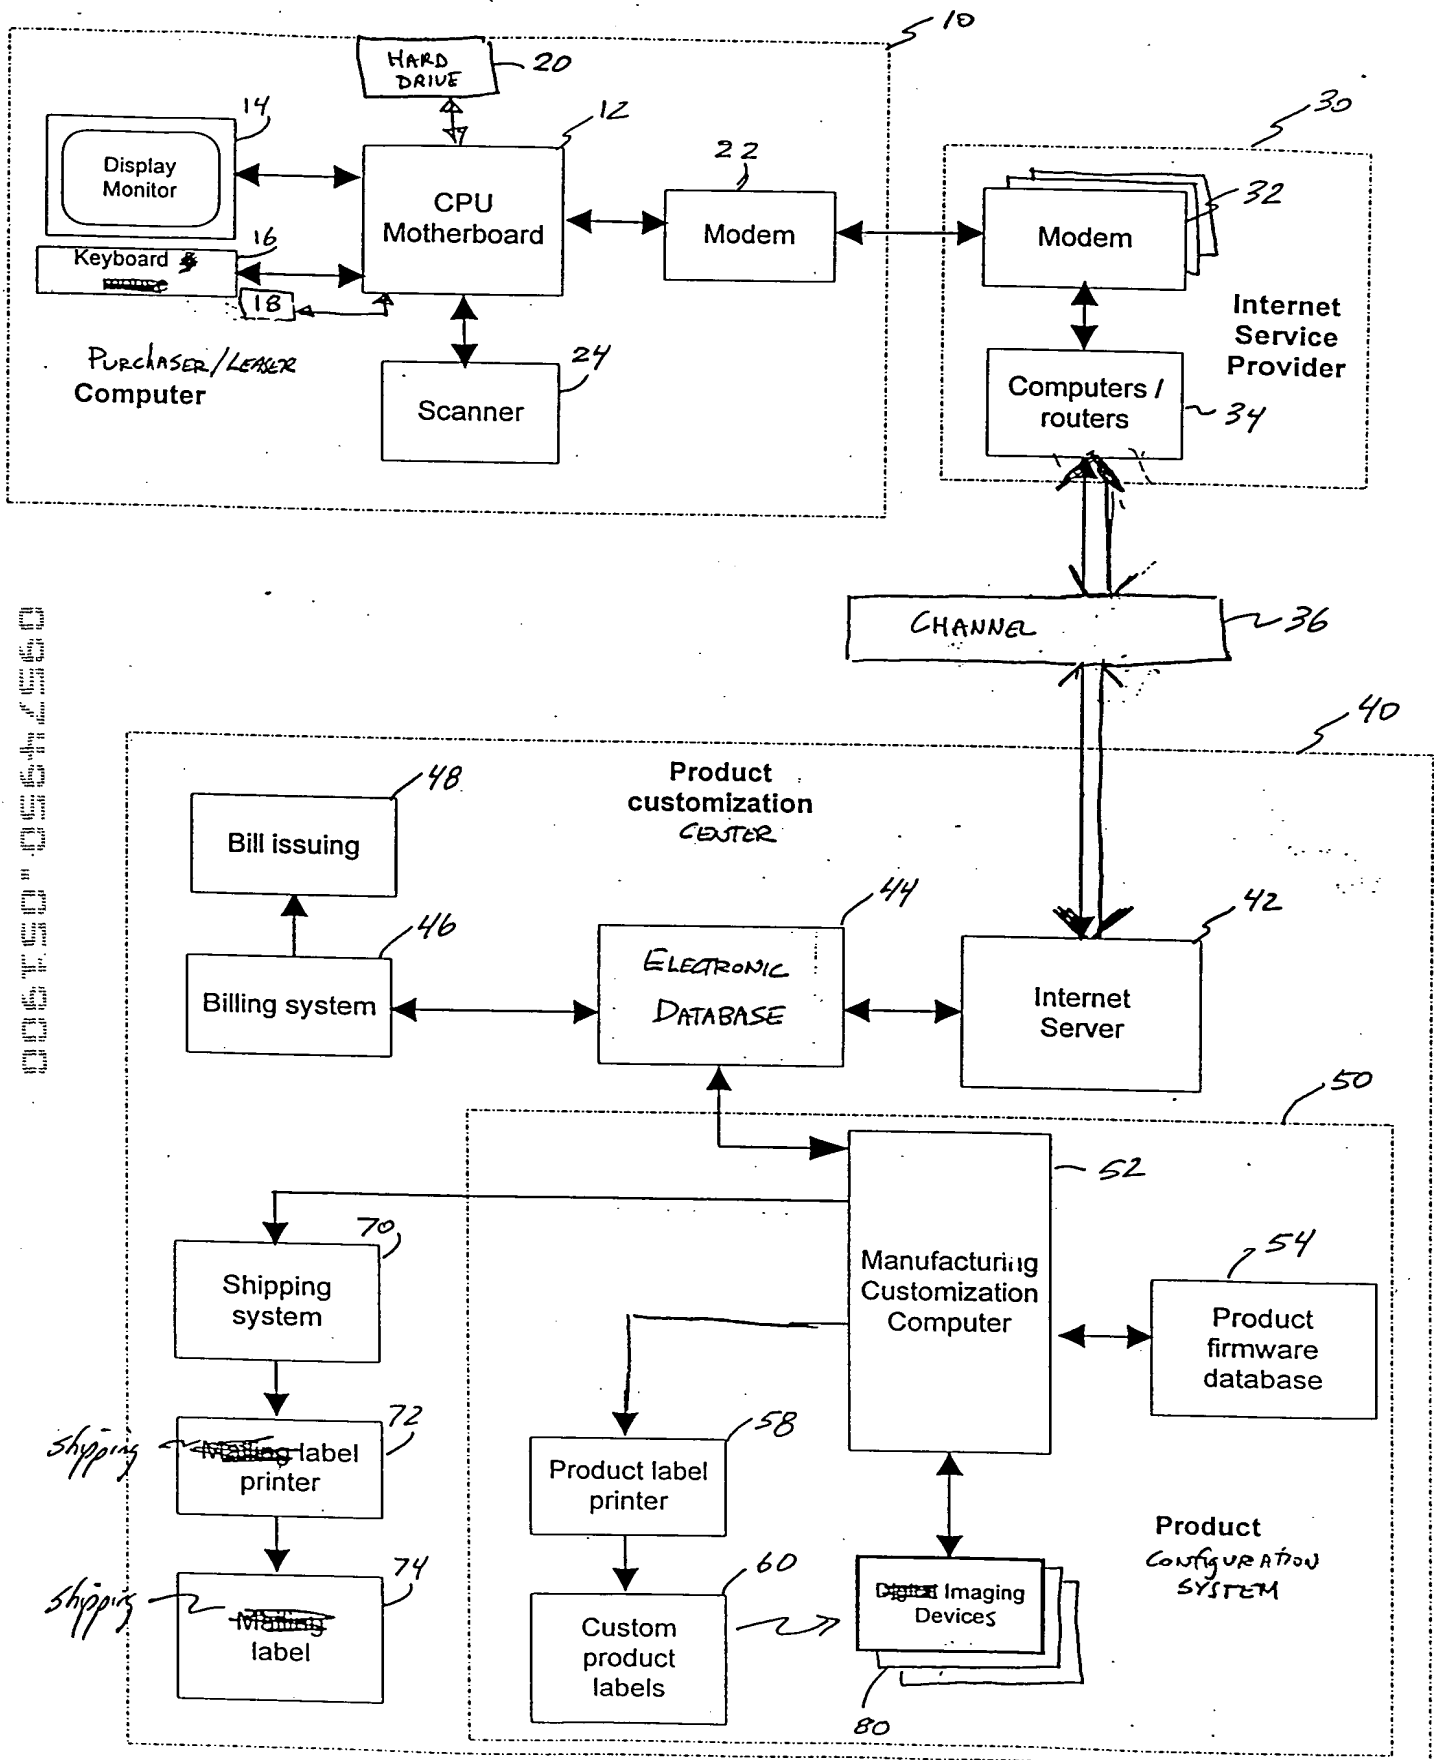 10
HARD
DRIVE
20
14
12
30
Display
Monitor
CPU
Motherboard
22
Modem
32
Modem
16
Keyboard &
18
Internet
Service
Provider
PURCHASER/LEASER
Computer
24
Scanner
Computers /
routers
34
CHANNEL
36
40
Product
customization
CENTER
48
Bill issuing
44
42
46
ELECTRONIC
DATABASE
Billing system
Internet
Server
50
52
70
54
Shipping
system
Manufacturing
Customization
Computer
Product
firmware
database
72
58
shipping
Mailing label
printer
Product label
printer
Product
CONFIGURATION
SYSTEM
74
60
shipping
Mailing
label
Digital Imaging
Devices
Custom
product
labels
80